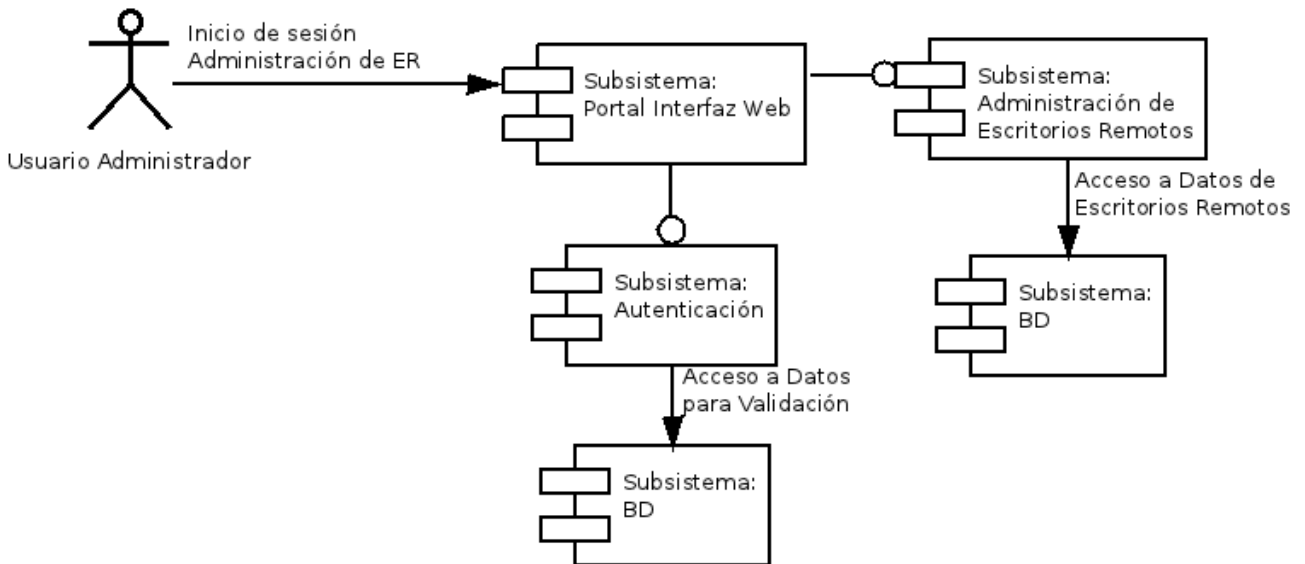 Inicio de sesión
Administración de ER
Usuario Administrador
Subsistema:
Portal Interfaz Web
Subsistema:
Administración de
Escritorios Remotos
Acceso a Datos de
Escritorios Remotos
Subsistema:
Autenticación
Subsistema:
BD
Acceso a Datos
para Validación
Subsistema:
BD